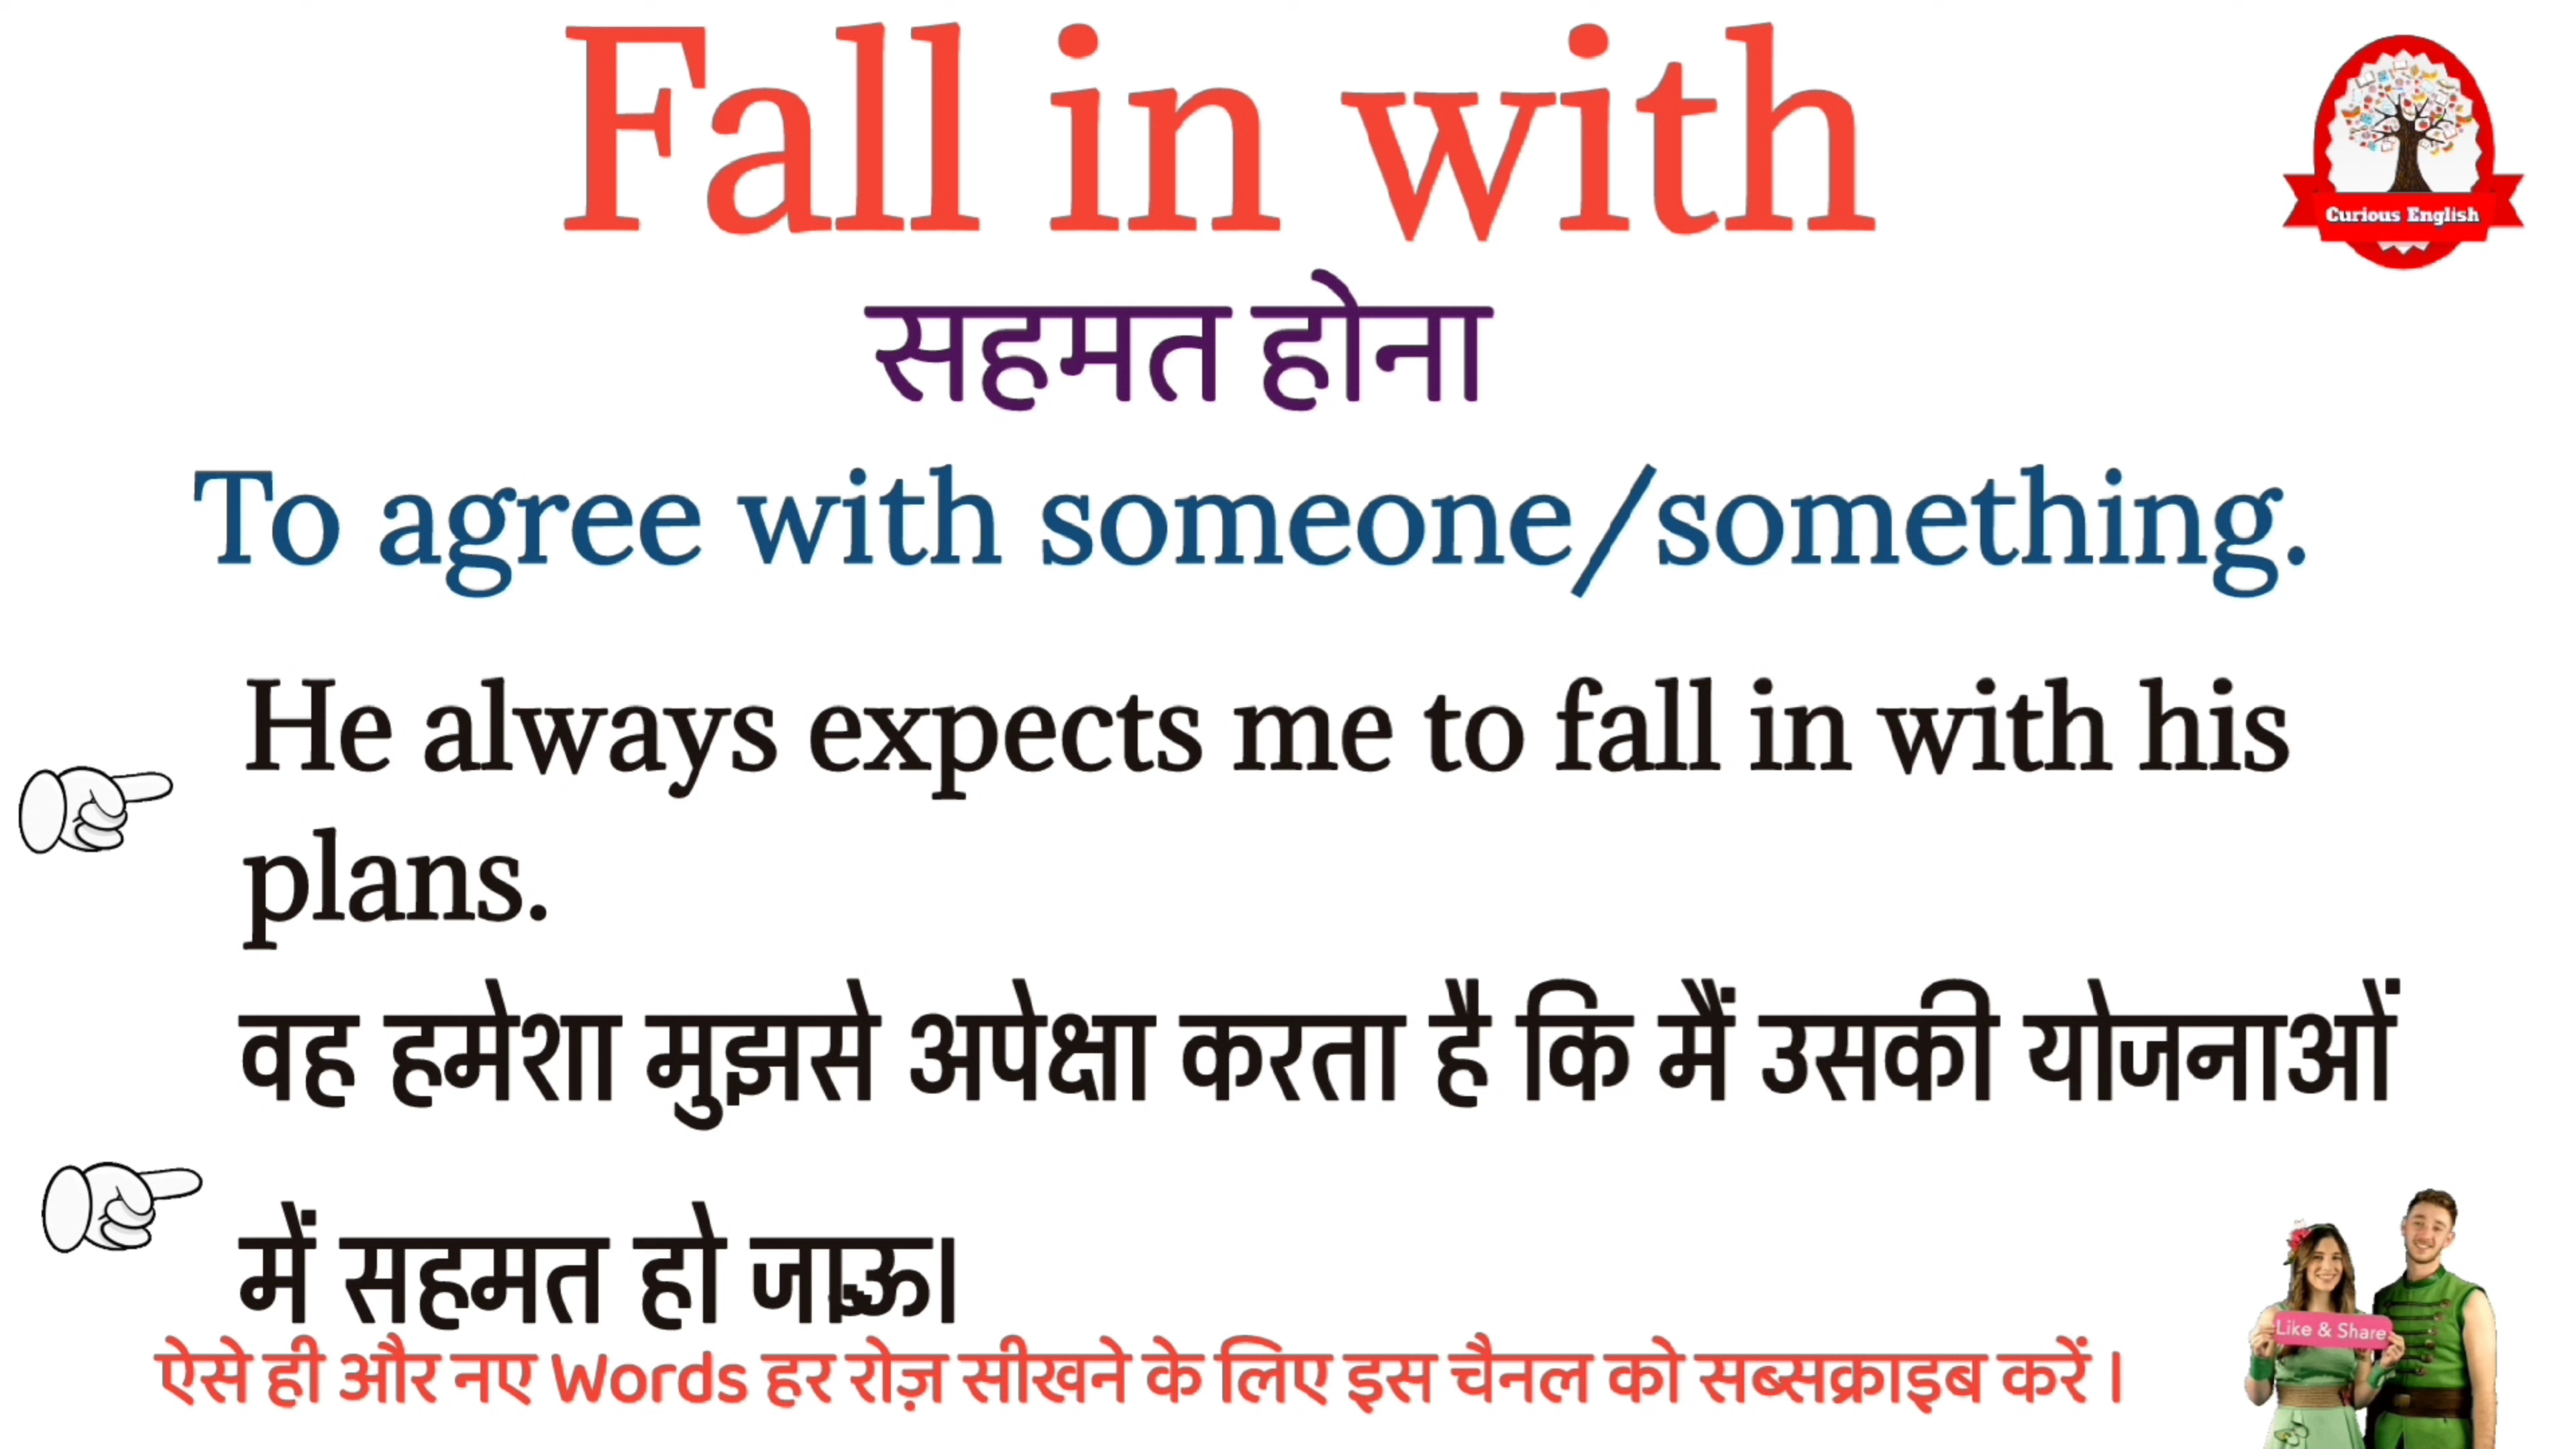 Fall in with
Curious English
सहमत होना
To agree with someone/something.
He always expects me to fall in with his
plans.
वह हमेशा मुझसे अपेक्षा करता है कि मैं उसकी योजनाओं
में सहमत हो जाऊ।
ऐसे ही और नए Words हर रोज़ सीखने के लिए इस चैनल को सब्सक्राइब करें।
Like & Share